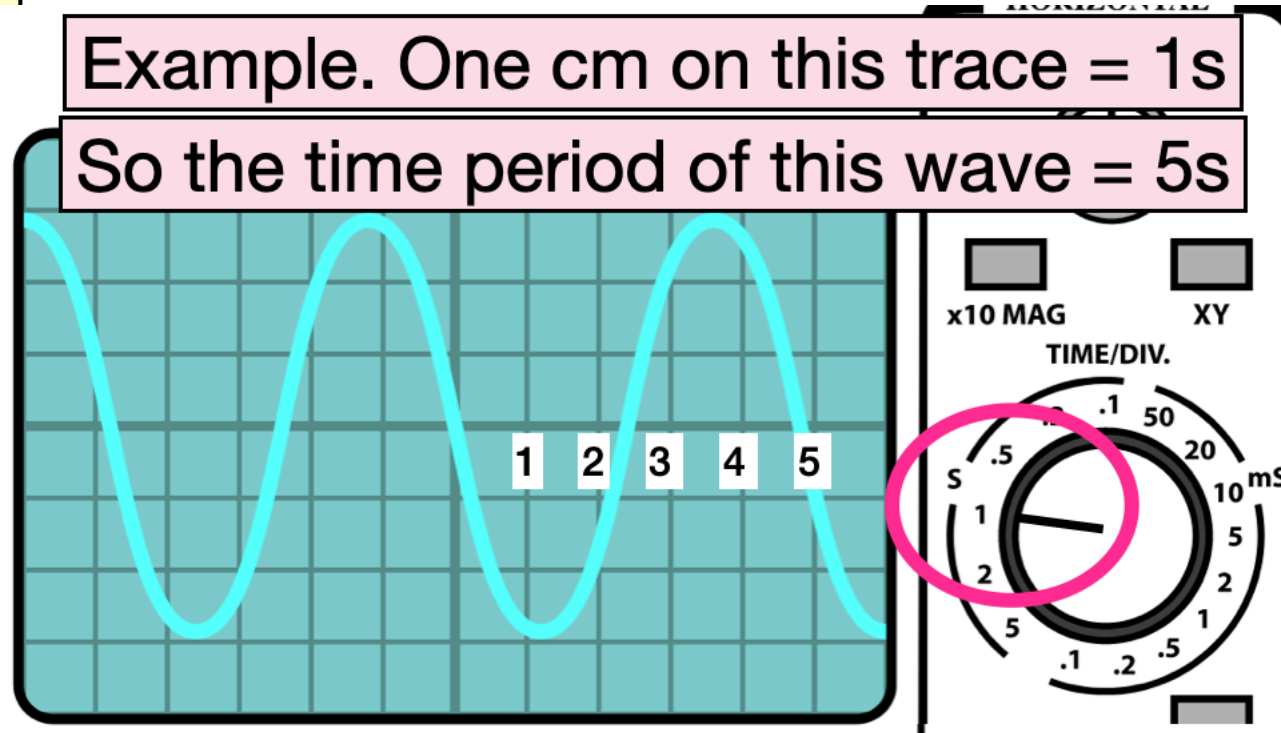 HORIZONTAL
Example. One cm on this trace = 1s
So the time period of this wave = 5s
x10 MAG
XY
TIME/DIV.
.2
.1
50
.5
20
S
10
mS
1
5
1
2
3
4
5
2
2
5
1
.1
.2
.5